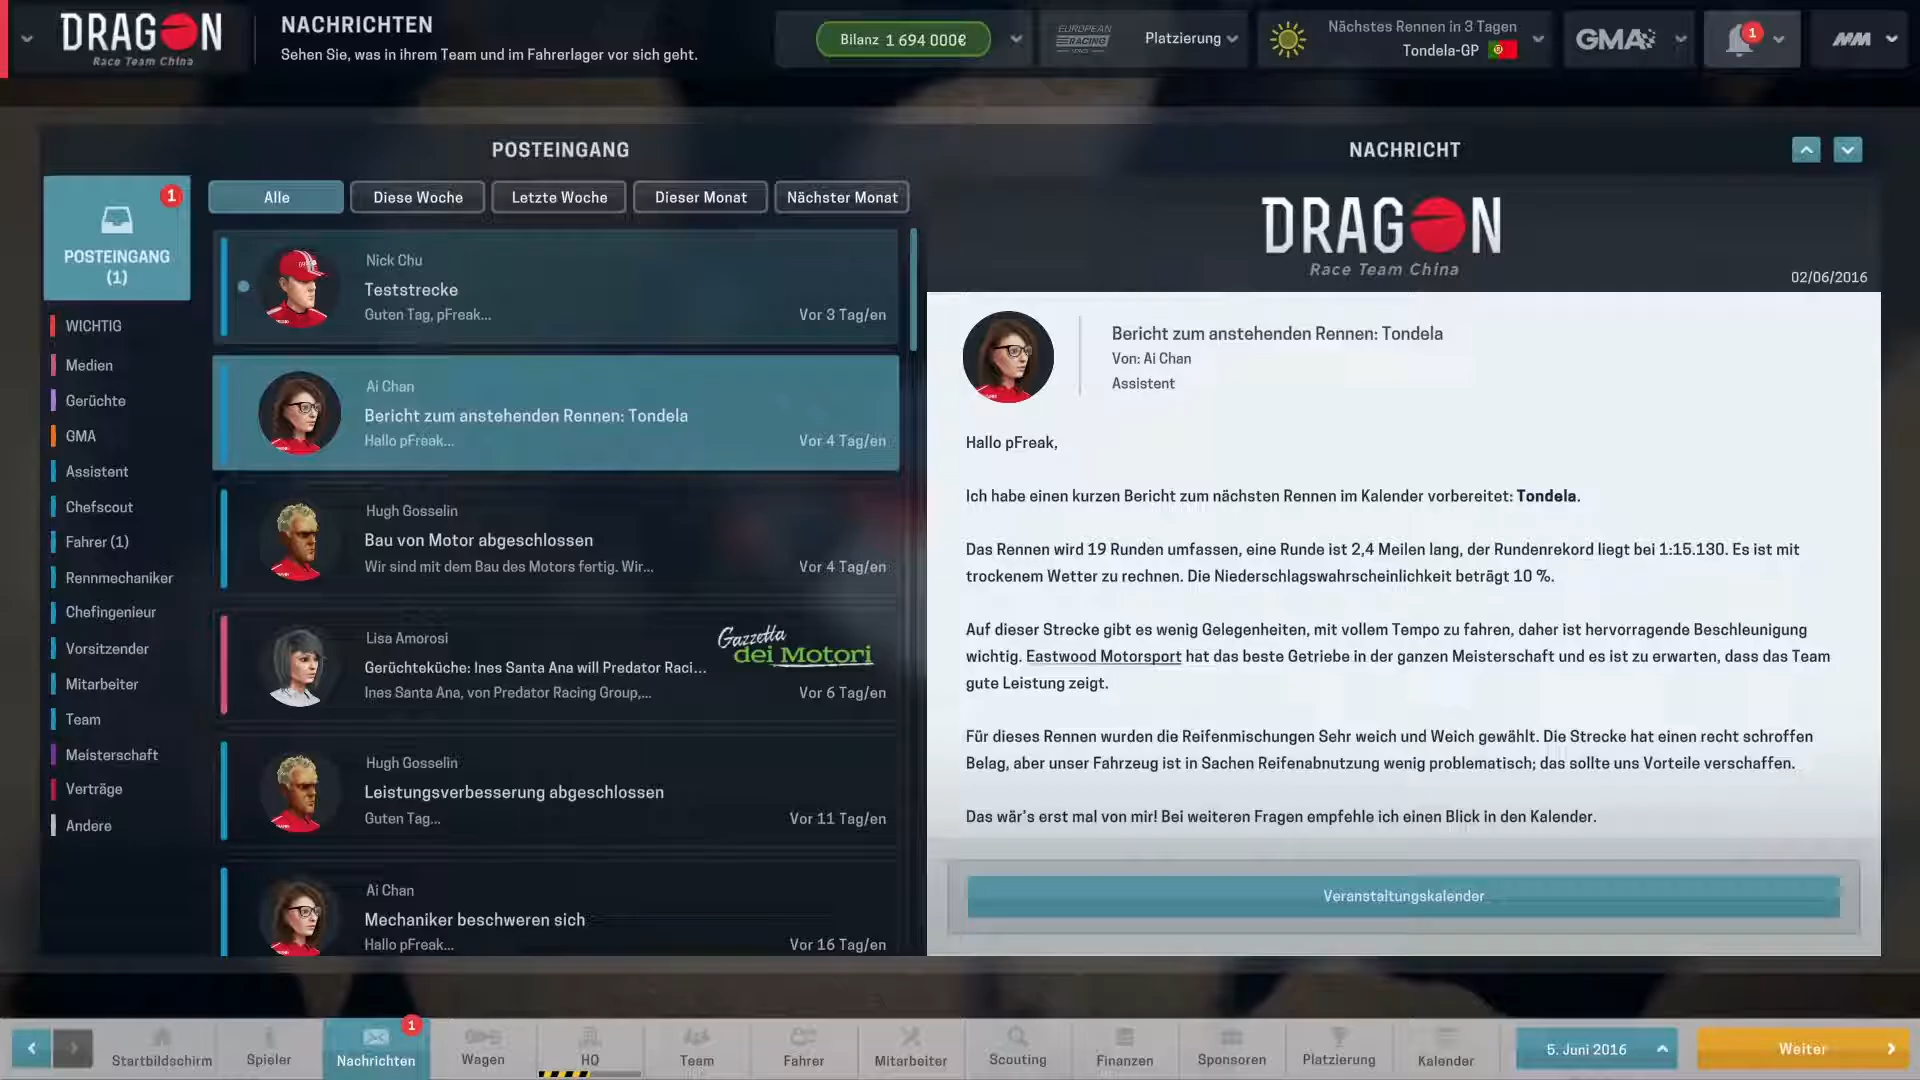 DRAGON
Race Team China
NACHRICHTEN
Sehen Sie, was in ihrem Team und im Fahrerlager vor sich geht.
Bilanz 1 694 000€
EUROPEAN
RACING
Platzierung
Nächstes Rennen in 3 Tagen
Tondela-GP
GMA
1
POSTEINGANG
NACHRICHT
1
POSTEINGANG
(1)
WICHTIG
Medien
Gerüchte
GMA
Assistent
Chefscout
Fahrer (1)
Rennmechaniker
Chefingenieur
Vorsitzender
Mitarbeiter
Team
Meisterschaft
Verträge
Andere
Alle
Diese Woche
Letzte Woche
Dieser Monat
Nächster Monat
Nick Chu
Teststrecke
Guten Tag, pFreak...
Vor 3 Tag/en
Ai Chan
Bericht zum anstehenden Rennen: Tondela
Hallo pFreak...
Vor 4 Tag/en
Hugh Gosselin
Bau von Motor abgeschlossen
Wir sind mit dem Bau des Motors fertig. Wir...
Vor 4 Tag/en
Lisa Amorosi
Gazzetta
dei Motori
Gerüchteküche: Ines Santa Ana will Predator Raci...
Ines Santa Ana, von Predator Racing Group,...
Vor 6 Tag/en
Hugh Gosselin
Leistungsverbesserung abgeschlossen
Guten Tag...
Vor 11 Tag/en
Ai Chan
Mechaniker beschweren sich
Hallo pFreak...
Vor 16 Tag/en
DRAGON
Race Team China
02/06/2016
Bericht zum anstehenden Rennen: Tondela
Von: Ai Chan
Assistent
Hallo pFreak,
Ich habe einen kurzen Bericht zum nächsten Rennen im Kalender vorbereitet: Tondela.
Das Rennen wird 19 Runden umfassen, eine Runde ist 2,4 Meilen lang, der Rundenrekord liegt bei 1:15.130. Es ist mit
trockenem Wetter zu rechnen. Die Niederschlagswahrscheinlichkeit beträgt 10 %.
Auf dieser Strecke gibt es wenig Gelegenheiten, mit vollem Tempo zu fahren, daher ist hervorragende Beschleunigung
wichtig. Eastwood Motorsport hat das beste Getriebe in der ganzen Meisterschaft und es ist zu erwarten, dass das Team
gute Leistung zeigt.
Für dieses Rennen wurden die Reifenmischungen Sehr weich und Weich gewählt. Die Strecke hat einen recht schroffen
Belag, aber unser Fahrzeug ist in Sachen Reifenabnutzung wenig problematisch; das sollte uns Vorteile verschaffen.
Das wär's erst mal von mir! Bei weiteren Fragen empfehle ich einen Blick in den Kalender.
Veranstaltungskalender
Startbildschirm
Spieler
1
Nachrichten
Wagen
HQ
Team
Fahrer
Mitarbeiter
Scouting
Finanzen
Sponsoren
Platzierung
Kalender
5. Juni 2016
Weiter